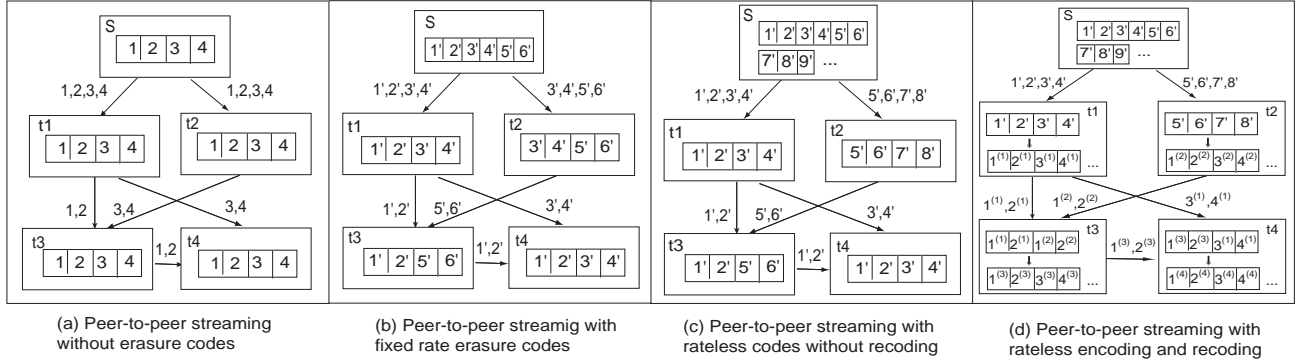 S
1 2 3 4
1,2,3,4 1,2,3,4
t1 t2
1 2 3 4 1 2 3 4
1,2 3,4 3,4
t3 t4
1 2 3 4 1,2 1 2 3 4
(a) Peer-to-peer streaming
without erasure codes
S
1' 2' 3' 4' 5' 6'
1',2',3',4' 3',4',5',6'
t1 t2
1' 2' 3' 4' 3' 4' 5' 6'
1',2' 5',6' 3',4'
t3 t4
1' 2' 5' 6' 1',2' 1' 2' 3' 4'
(b) Peer-to-peer streamig with
fixed rate erasure codes
S
1' 2' 3' 4' 5' 6'
7' 8' 9' ...
1',2',3',4' 5',6',7',8'
t1 t2
1' 2' 3' 4' 5' 6' 7' 8'
1',2' 5',6' 3',4'
t3 t4
1' 2' 5' 6' 1',2' 1' 2' 3' 4'
(c) Peer-to-peer streaming with
rateless codes without recoding
S
1' 2' 3' 4' 5' 6'
7' 8' 9' ...
1',2',3',4' 5',6',7',8'
t1 t2
1' 2' 3' 4' 5' 6' 7' 8'
1⁽¹⁾ 2⁽¹⁾ 3⁽¹⁾ 4⁽¹⁾ ... 1⁽²⁾ 2⁽²⁾ 3⁽²⁾ 4⁽²⁾ ...
1⁽¹⁾,2⁽¹⁾ 1⁽²⁾,2⁽²⁾ 3⁽¹⁾,4⁽¹⁾
t3 t4
1⁽¹⁾ 2⁽¹⁾ 1⁽²⁾ 2⁽²⁾ 1⁽³⁾,2⁽³⁾ 1⁽³⁾ 2⁽³⁾ 3⁽¹⁾ 4⁽¹⁾
1⁽³⁾ 2⁽³⁾ 3⁽³⁾ 4⁽³⁾ ... 1⁽⁴⁾ 2⁽⁴⁾ 3⁽⁴⁾ 4⁽⁴⁾ ...
(d) Peer-to-peer streaming with
rateless encoding and recoding